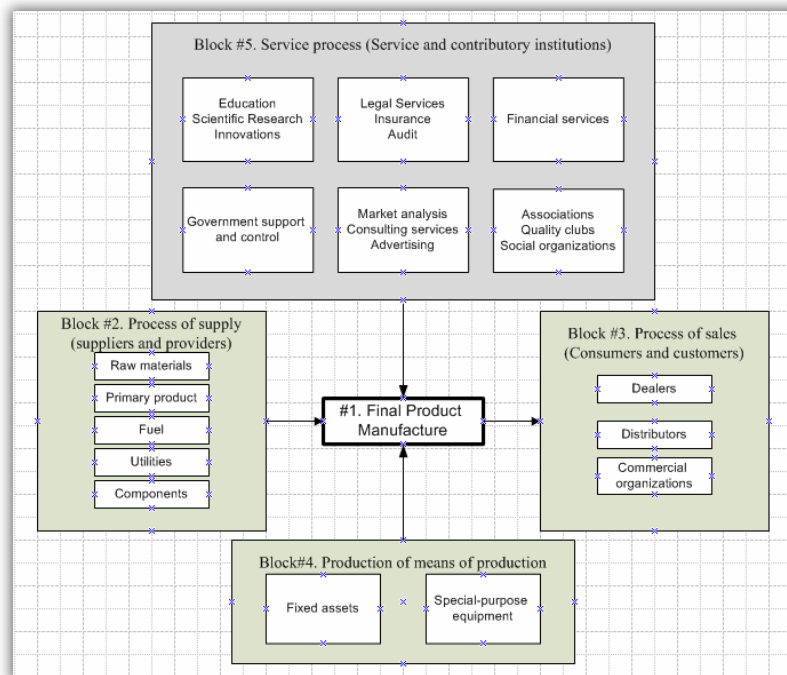 Block #5. Service process (Service and contributory institutions)
Education
Scientific Research
Innovations
Legal Services
Insurance
Audit
Financial services
Government support
and control
Market analysis
Consulting services
Advertising
Associations
Quality clubs
Social organizations
Block #2. Process of supply
(suppliers and providers)
Raw materials
Primary product
Fuel
Utilities
Components
#1. Final Product
Manufacture
Block #3. Process of sales
(Consumers and customers)
Dealers
Distributors
Commercial
organizations
Block#4. Production of means of production
Fixed assets
Special-purpose
equipment